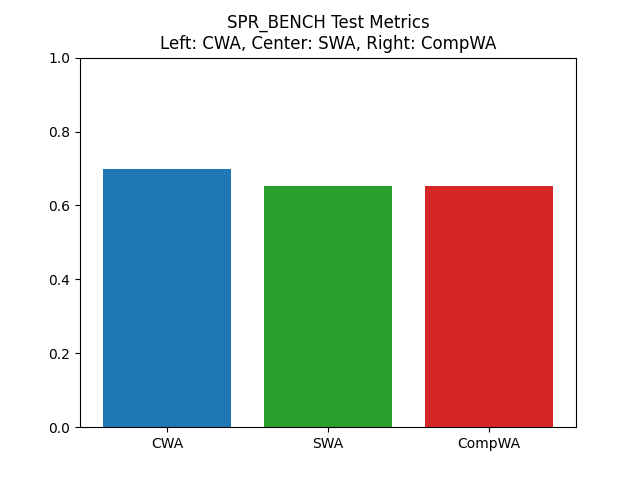 SPR_BENCH Test Metrics
Left: CWA, Center: SWA, Right: CompWA
1.0
0.8
0.6
0.4
0.2
0.0
CWA
SWA
CompWA